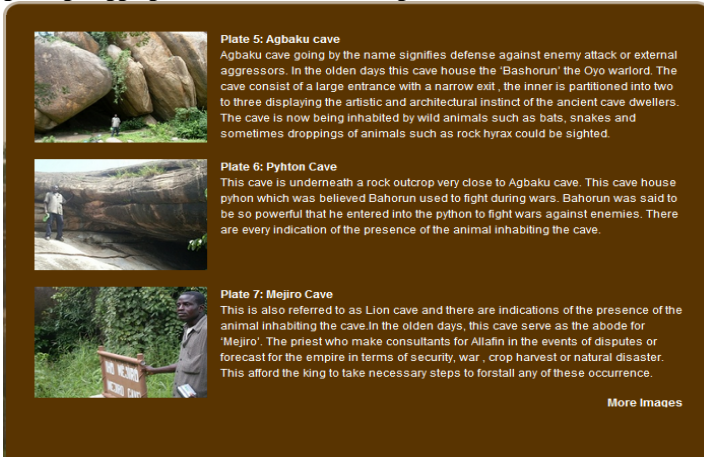 Plate 5: Agbaku cave
Agbaku cave going by the name signifies defense against enemy attack or external
aggressors. In the olden days this cave house the 'Bashorun' the Oyo warlord. The
cave consist of a large entrance with a narrow exit , the inner is partitioned into two
to three displaying the artistic and architectural instinct of the ancient cave dwellers.
The cave is now being inhabited by wild animals such as bats, snakes and
sometimes droppings of animals such as rock hyrax could be sighted.
Plate 6: Pyhton Cave
This cave is underneath a rock outcrop very close to Agbaku cave. This cave house
pyhon which was believed Bahorun used to fight during wars. Bahorun was said to
be so powerful that he entered into the python to fight wars against enemies. There
are every indication of the presence of the animal inhabiting the cave.
Plate 7: Mejiro Cave
This is also referred to as Lion cave and there are indications of the presence of the
animal inhabiting the cave.In the olden days, this cave serve as the abode for
'Mejiro'. The priest who make consultants for Allafin in the events of disputes or
forecast for the empire in terms of security, war , crop harvest or natural disaster.
This afford the king to take necessary steps to forstall any of these occurrence.
MEJIRO
MEJIRO CAVE
More Images